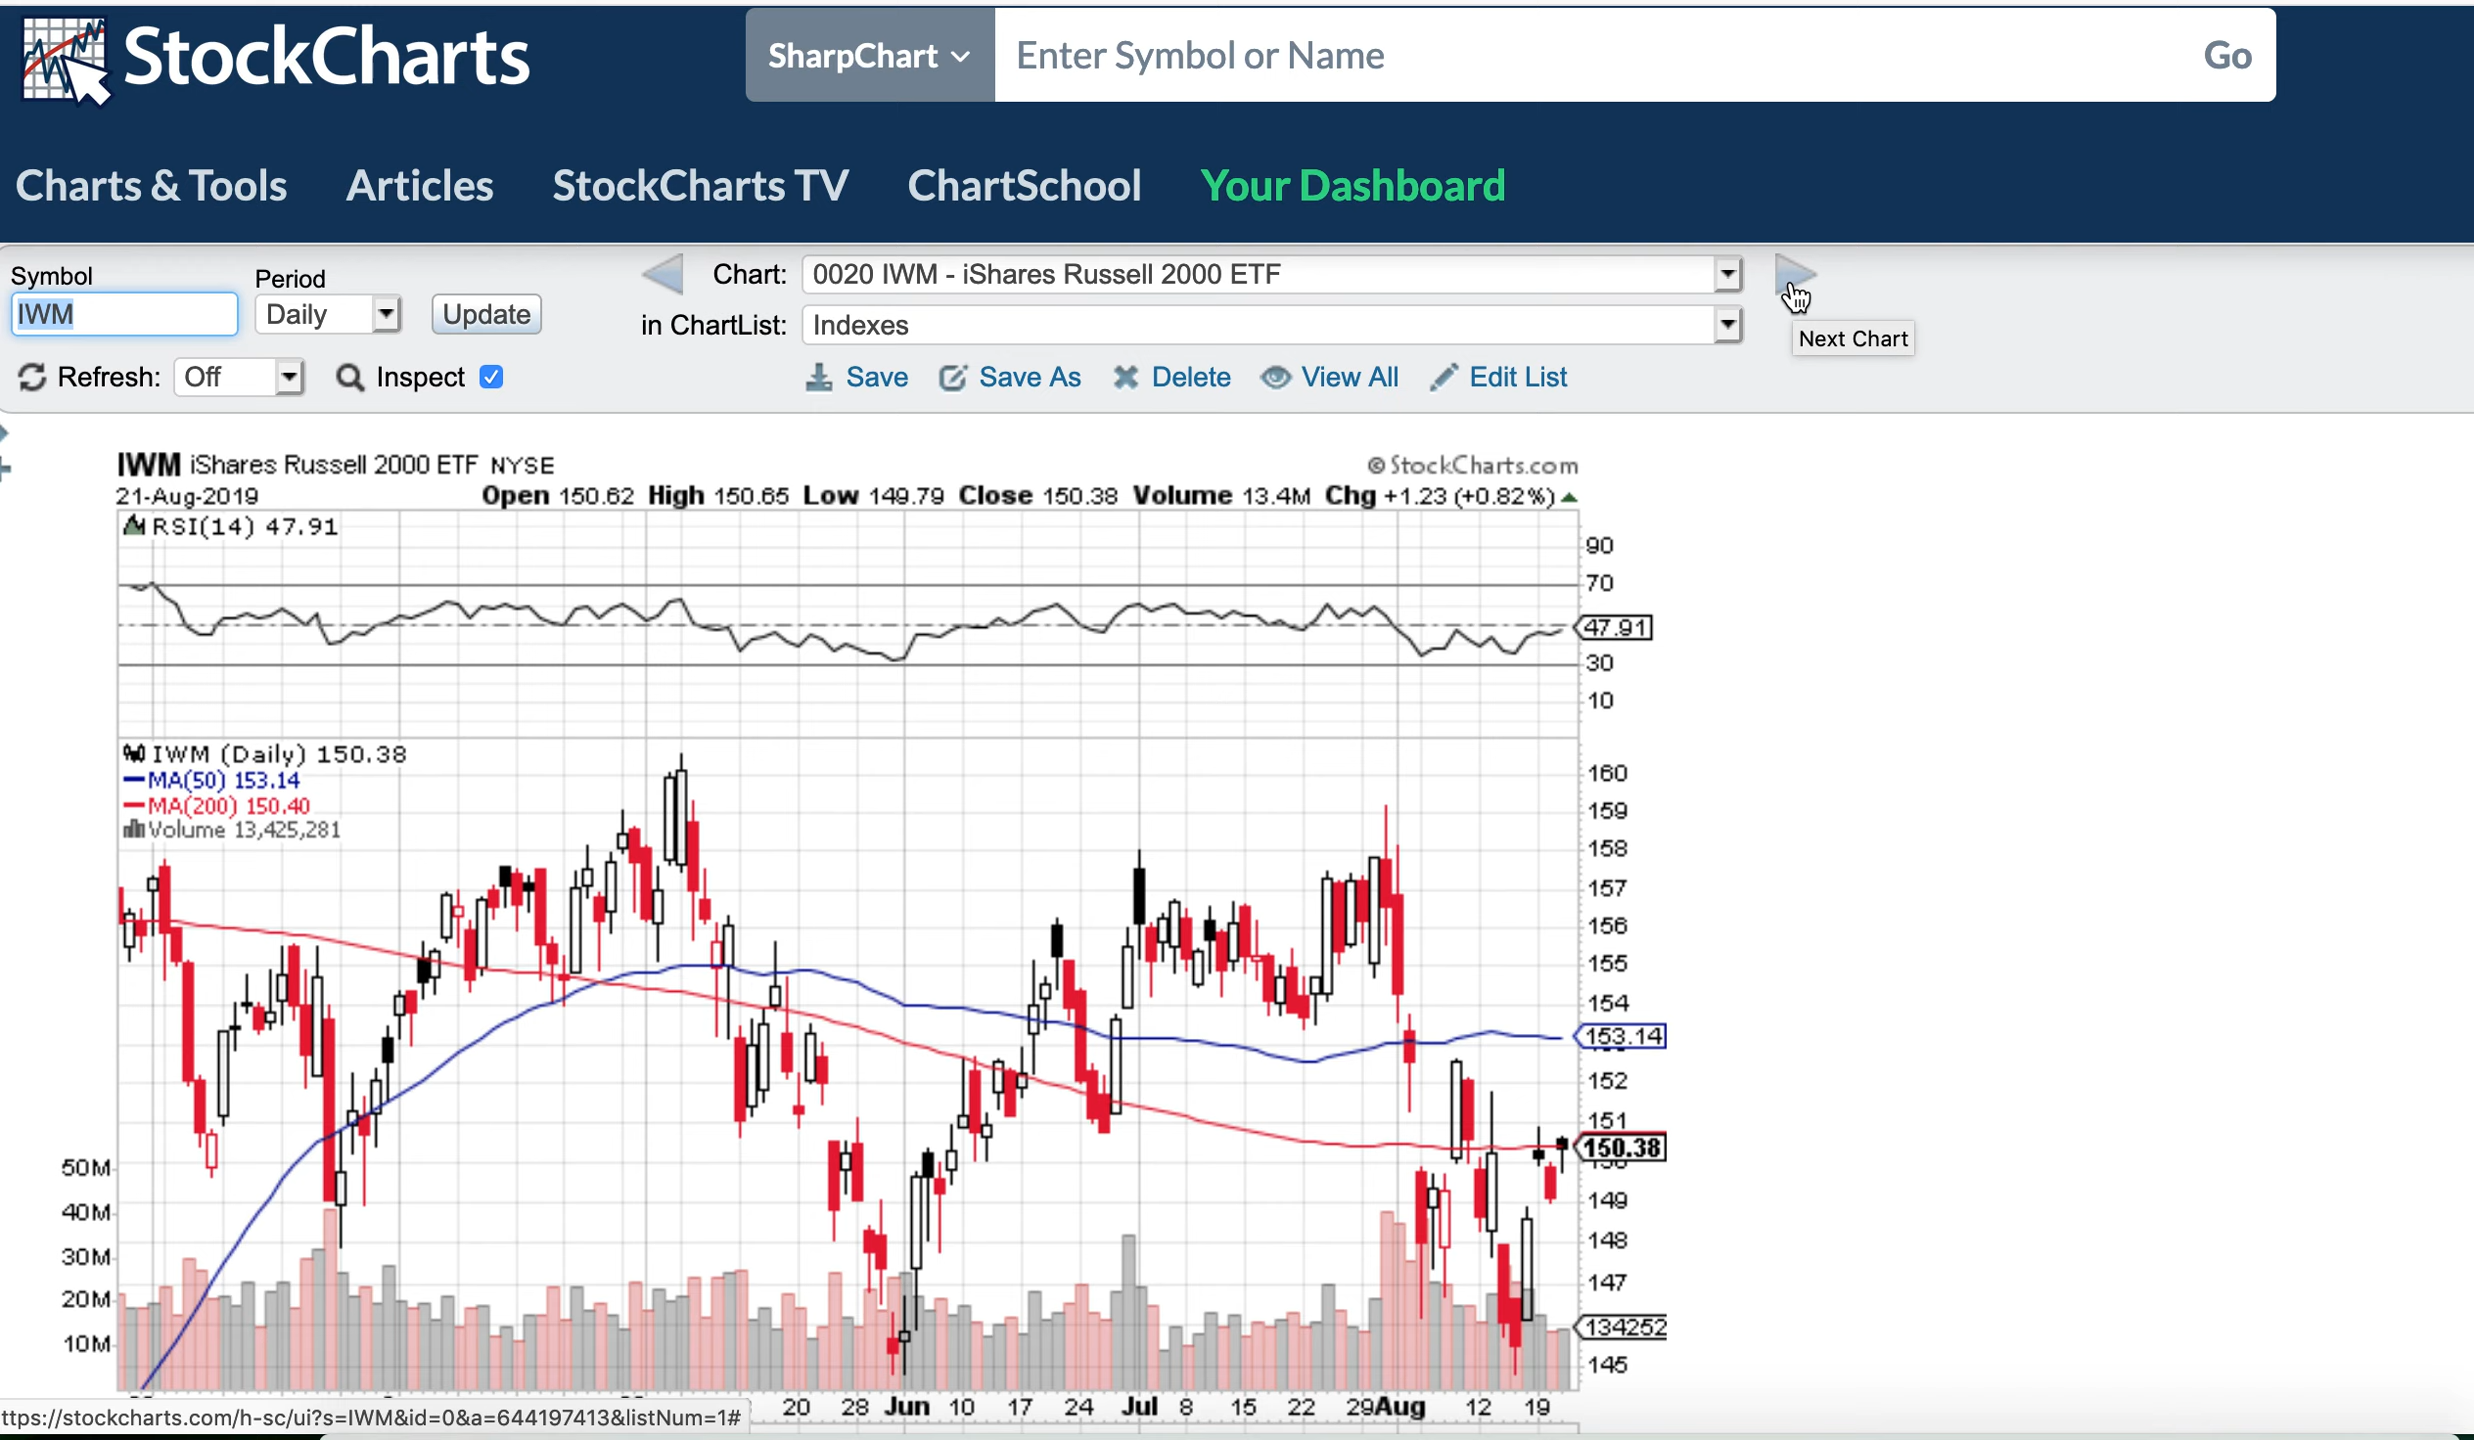 StockCharts
SharpChart Enter Symbol or Name Go
Charts & Tools Articles StockCharts TV ChartSchool Your Dashboard
Symbol Period
IWM Daily Update
Chart: 0020 IWM - iShares Russell 2000 ETF
in ChartList: Indexes
Next Chart
Refresh: Off Inspect
Save Save As Delete View All Edit List
IWM iShares Russell 2000 ETF NYSE © StockCharts.com
21-Aug-2019 Open 150.62 High 150.65 Low 149.79 Close 150.38 Volume 13.4M Chg +1.23 (+0.82%)
RSI(14) 47.91
90
70
47.91
30
10
IWM (Daily) 150.38
MA(50) 153.14
MA(200) 150.40
Volume 13,425,281
160
159
158
157
156
155
154
153.14
152
151
150.38
149
148
147
134252
145
50M
40M
30M
20M
10M
20 28 Jun 10 17 24 Jul 8 15 22 29 Aug 12 19
ttps://stockcharts.com/h-sc/ui?s=IWM&id=0&a=644197413&listNum=1#